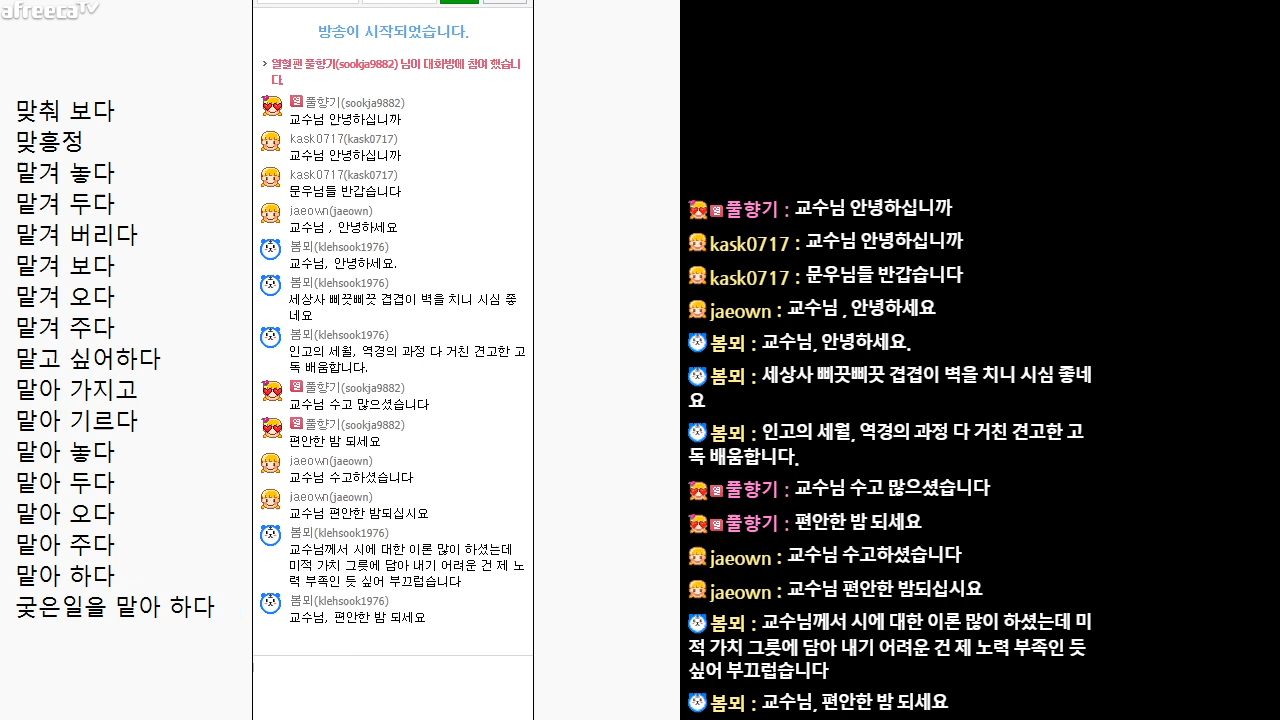 afreecaTV
맞춰 보다
맞흥정
맡겨 놓다
맡겨 두다
맡겨 버리다
맡겨 보다
맡겨 오다
맡겨 주다
맡고 싶어하다
맡아 가지고
맡아 기르다
맡아 놓다
맡아 두다
맡아 오다
맡아 주다
맡아 하다
궂은일을 맡아 하다
방송이 시작되었습니다.
열혈팬 풀향기(sookja9882) 님이 대화방에 참여 했습니
다.
열 풀향기(sookja9882)
교수님 안녕하십니까
kask0717(kask0717)
교수님 안녕하십니까
kask0717(kask0717)
문우님들 반갑습니다
jaeown(jaeown)
교수님 , 안녕하세요
봄뫼(klehsook1976)
교수님, 안녕하세요.
봄뫼(klehsook1976)
세상사 삐끗삐끗 겹겹이 벽을 치니 시심 좋
네요
봄뫼(klehsook1976)
인고의 세월, 역경의 과정 다 거친 견고한 고
독 배움합니다.
열 풀향기(sookja9882)
교수님 수고 많으셨습니다
열 풀향기(sookja9882)
편안한 밤 되세요
jaeown(jaeown)
교수님 수고하셨습니다
jaeown(jaeown)
교수님 편안한 밤되십시요
봄뫼(klehsook1976)
교수님께서 시에 대한 이론 많이 하셨는데
미적 가치 그릇에 담아 내기 어려운 건 제 노
력 부족인 듯 싶어 부끄럽습니다
봄뫼(klehsook1976)
교수님, 편안한 밤 되세요
열 풀향기 : 교수님 안녕하십니까
kask0717 : 교수님 안녕하십니까
kask0717 : 문우님들 반갑습니다
jaeown : 교수님 , 안녕하세요
봄뫼 : 교수님, 안녕하세요.
봄뫼 : 세상사 삐끗삐끗 겹겹이 벽을 치니 시심 좋네
요
봄뫼 : 인고의 세월, 역경의 과정 다 거친 견고한 고
독 배움합니다.
열 풀향기 : 교수님 수고 많으셨습니다
열 풀향기 : 편안한 밤 되세요
jaeown : 교수님 수고하셨습니다
jaeown : 교수님 편안한 밤되십시요
봄뫼 : 교수님께서 시에 대한 이론 많이 하셨는데 미
적 가치 그릇에 담아 내기 어려운 건 제 노력 부족인 듯
싶어 부끄럽습니다
봄뫼 : 교수님, 편안한 밤 되세요